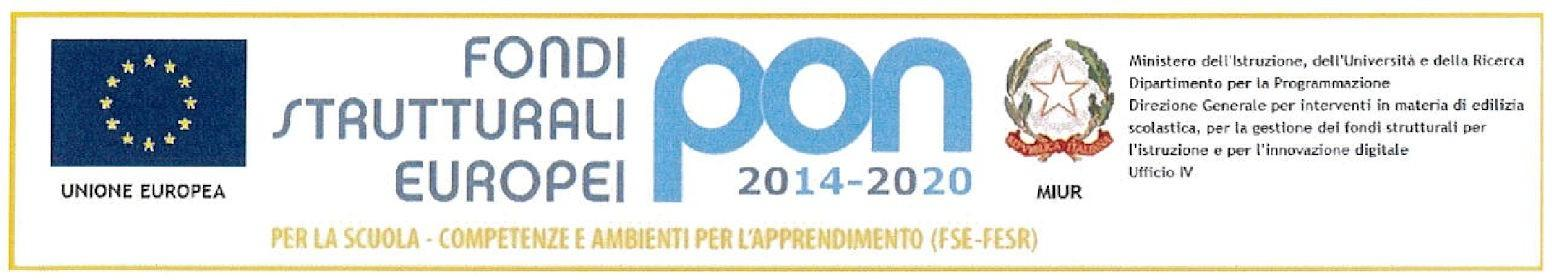 UNIONE EUROPEA
FONDI
STRUTTURALI
EUROPEI
pon
2014-2020
PER LA SCUOLA - COMPETENZE E AMBIENTI PER L'APPRENDIMENTO (FSE-FESR)
REPUBBLICA ITALIANA
MIUR
Ministero dell'Istruzione, dell'Università e della Ricerca
Dipartimento per la Programmazione
Direzione Generale per interventi in materia di edilizia
scolastica, per la gestione dei fondi strutturali per
l'istruzione e per l'innovazione digitale
Ufficio IV